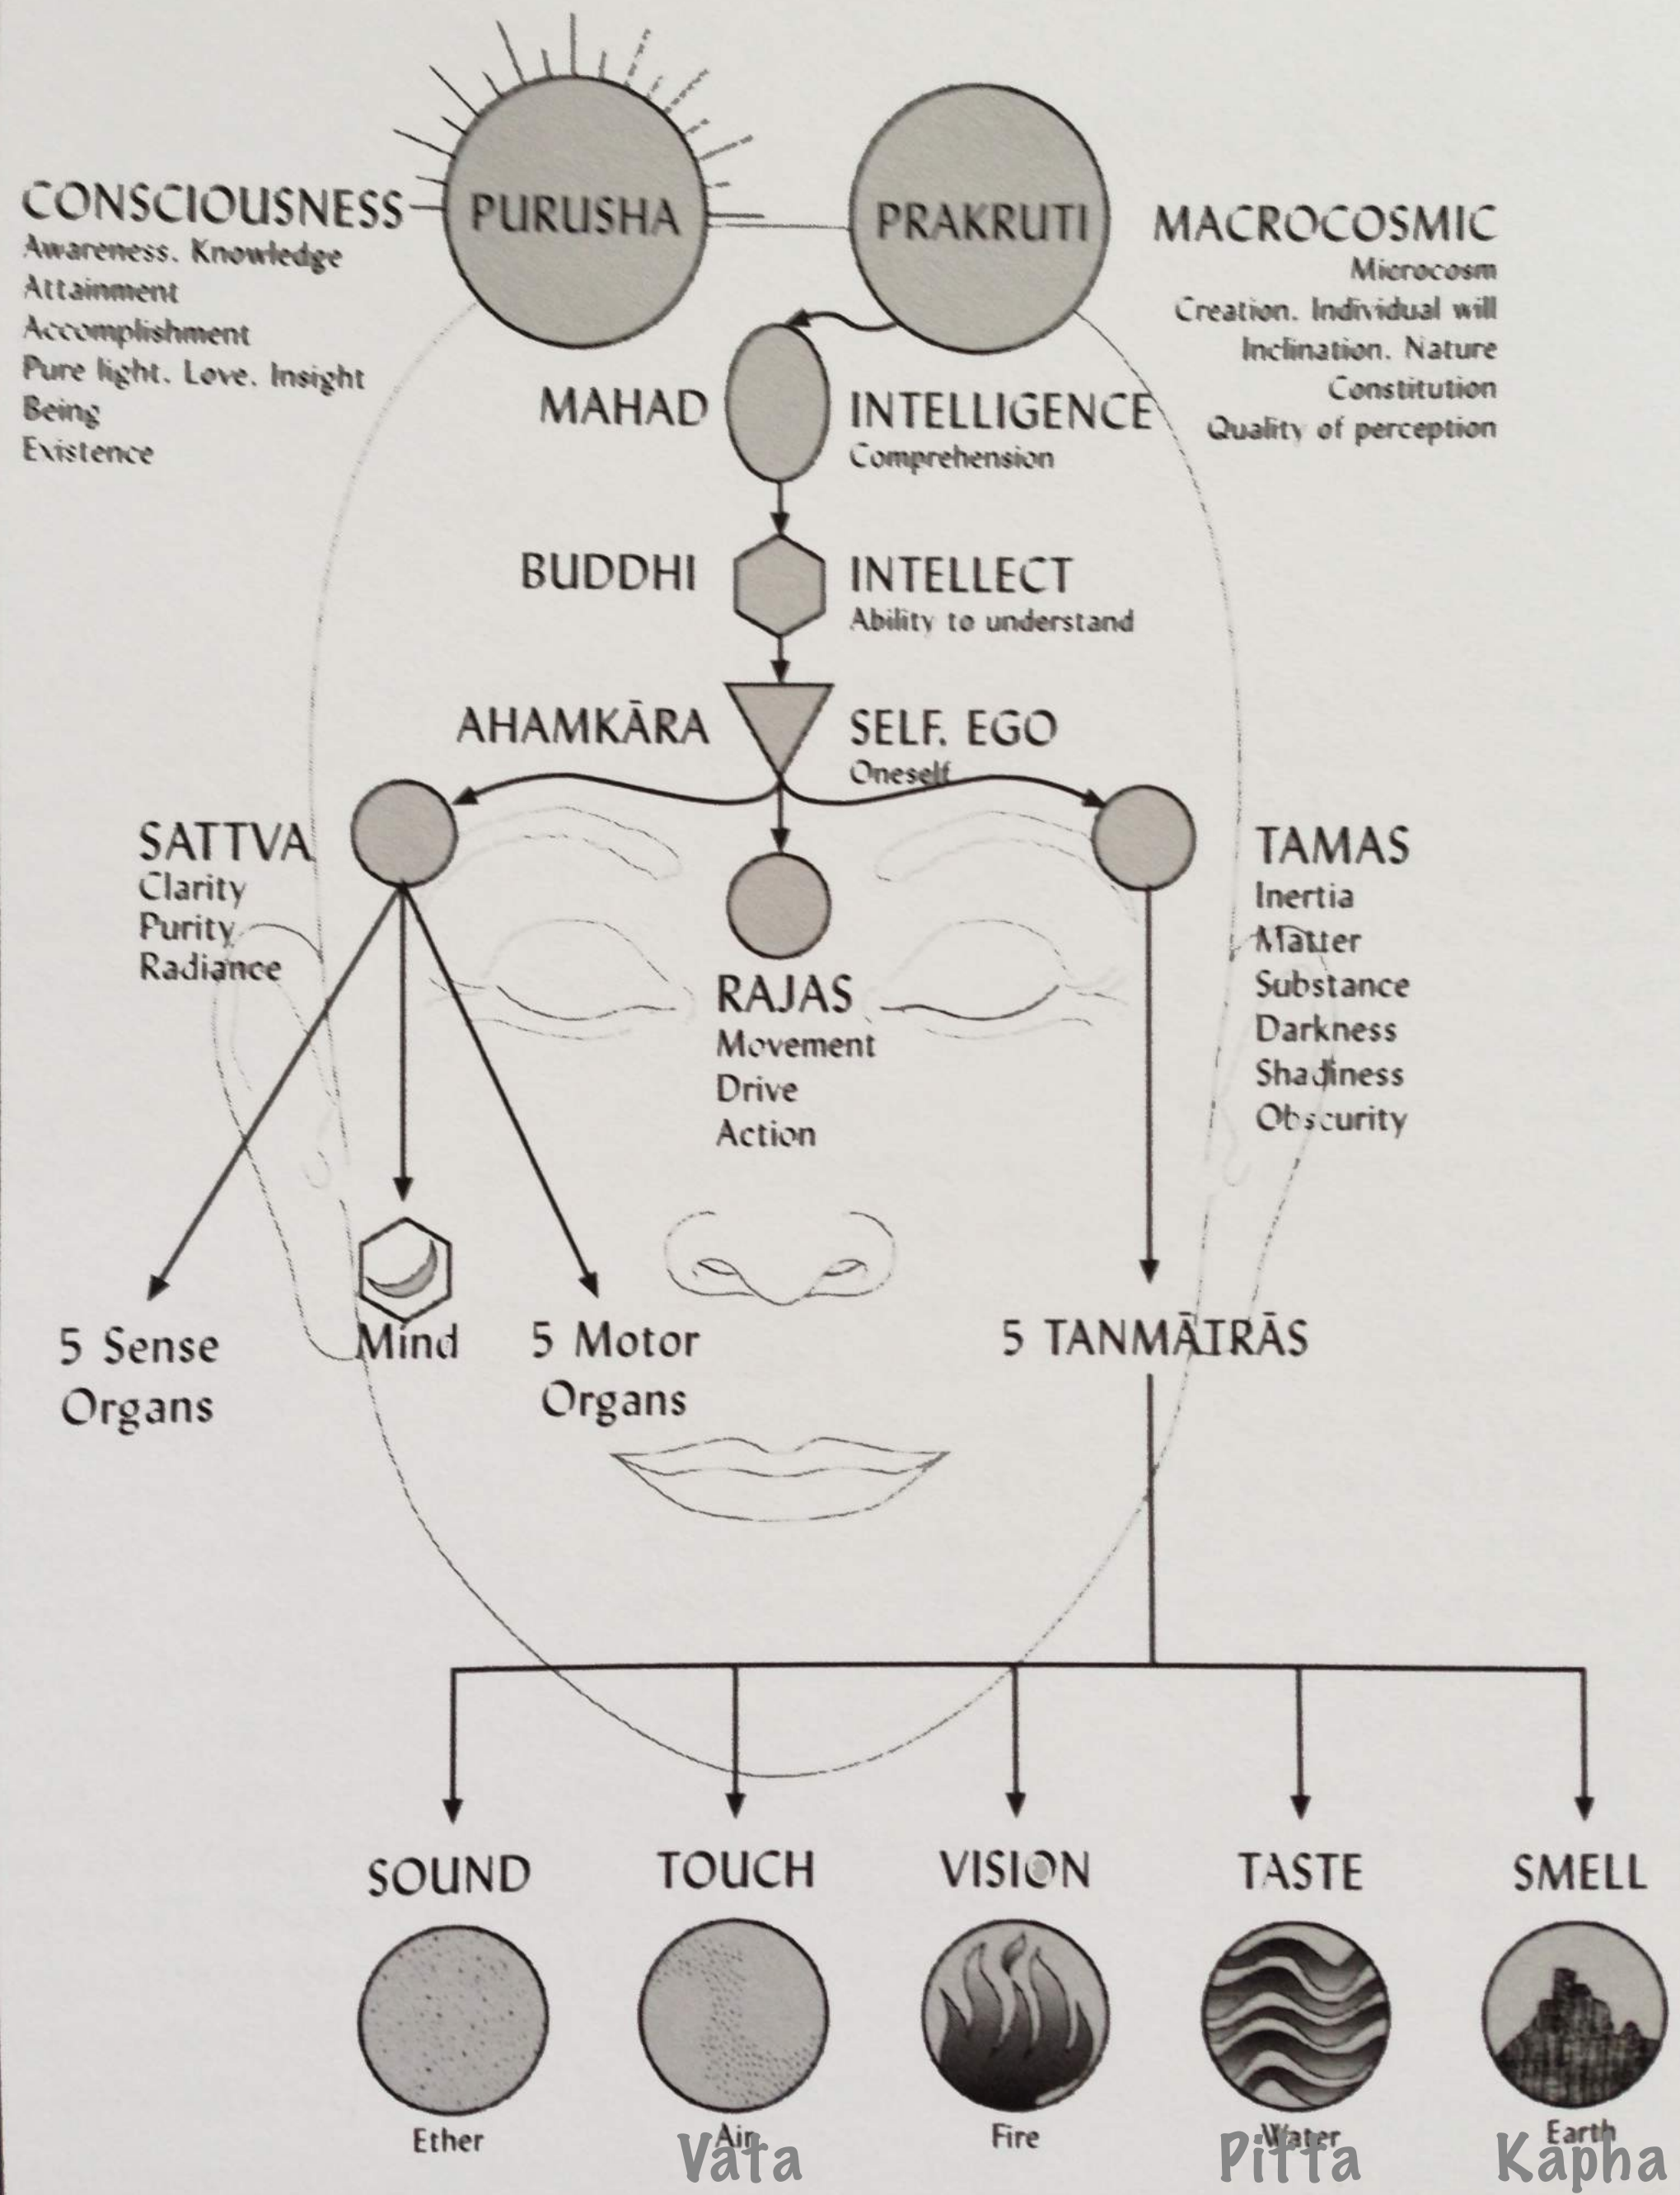 PURUSHA
PRAKRUTI
CONSCIOUSNESS
Awareness. Knowledge
Attainment
Accomplishment
Pure light. Love. Insight
Being
Existence
MACROCOSMIC
Microcosm
Creation. Individual will
Inclination. Nature
Constitution
Quality of perception
MAHAD
INTELLIGENCE
Comprehension
BUDDHI
INTELLECT
Ability to understand
AHAMKĀRA
SELF. EGO
Oneself
SATTVA
Clarity
Purity
Radiance
RAJAS
Movement
Drive
Action
TAMAS
Inertia
Matter
Substance
Darkness
Shadiness
Obscurity
5 Sense
Organs
Mind
5 Motor
Organs
5 TANMĀTRĀS
SOUND
TOUCH
VISION
TASTE
SMELL
Ether
Air
Fire
Water
Earth
Vata
Pitta
Kapha